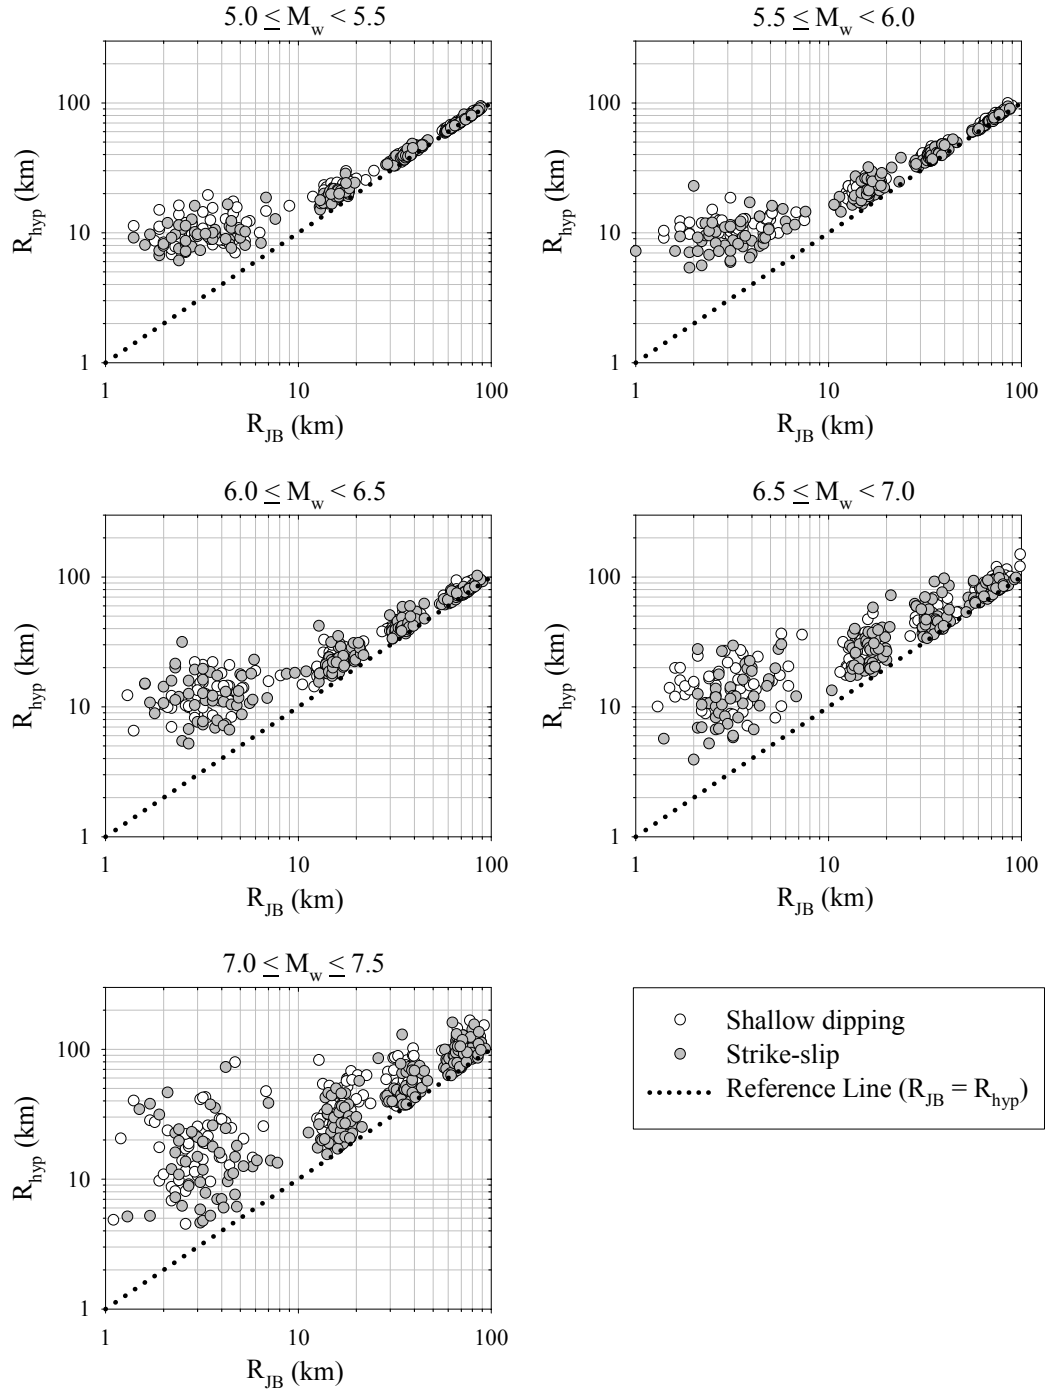 5.0 ≤ Mw < 5.5
5.5 ≤ Mw < 6.0
100
10
1
Rhyp (km)
1 10 100
RJB (km)
100
10
1
Rhyp (km)
1 10 100
RJB (km)
6.0 ≤ Mw < 6.5
6.5 ≤ Mw < 7.0
100
10
1
Rhyp (km)
1 10 100
RJB (km)
100
10
1
Rhyp (km)
1 10 100
RJB (km)
7.0 ≤ Mw ≤ 7.5
100
10
1
Rhyp (km)
1 10 100
RJB (km)
Shallow dipping
Strike-slip
Reference Line (RJB = Rhyp)